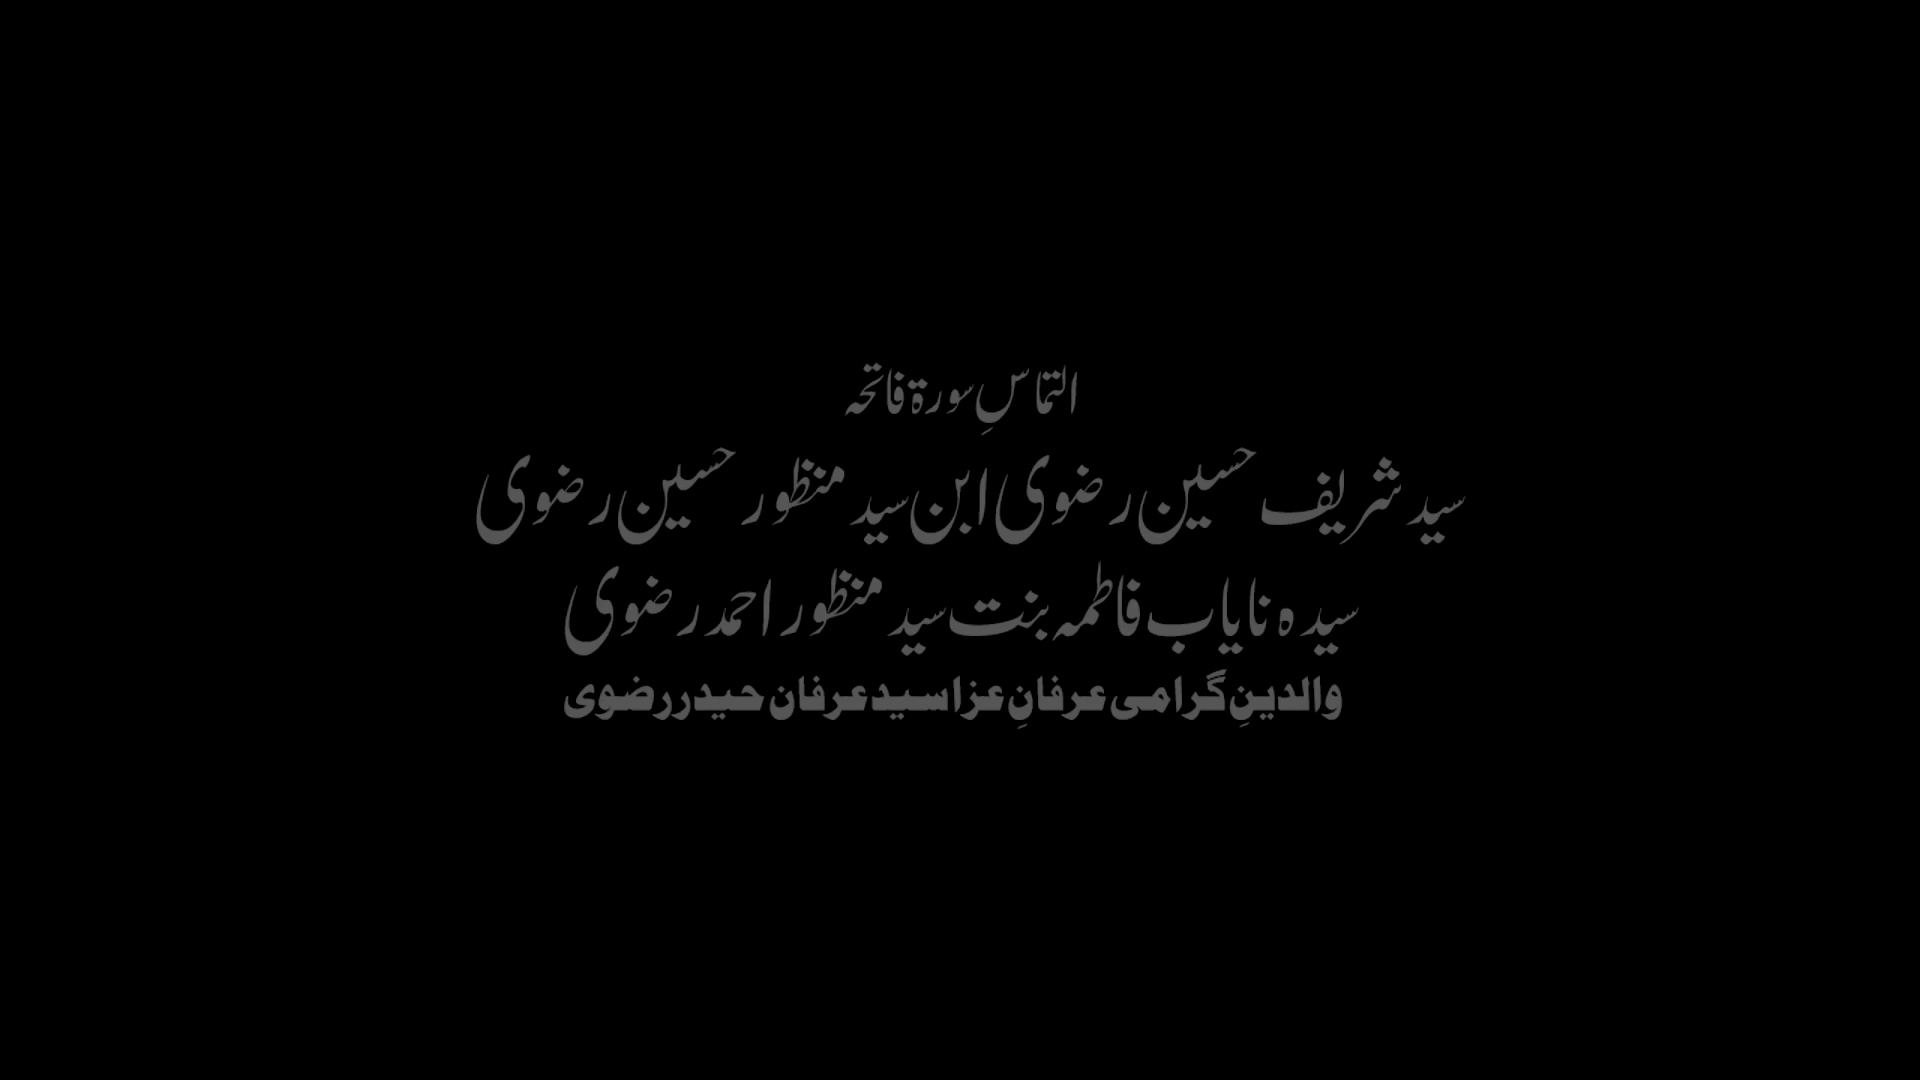 التماسِ سورۃ فاتحہ
سید شریف حسین رضوی ابن سید منظور حسین رضوی
سیدہ نایاب فاطمہ بنت سید منظور احمد رضوی
والدینِ گرامی عرفانِ عزا سید عرفان حیدر رضوی